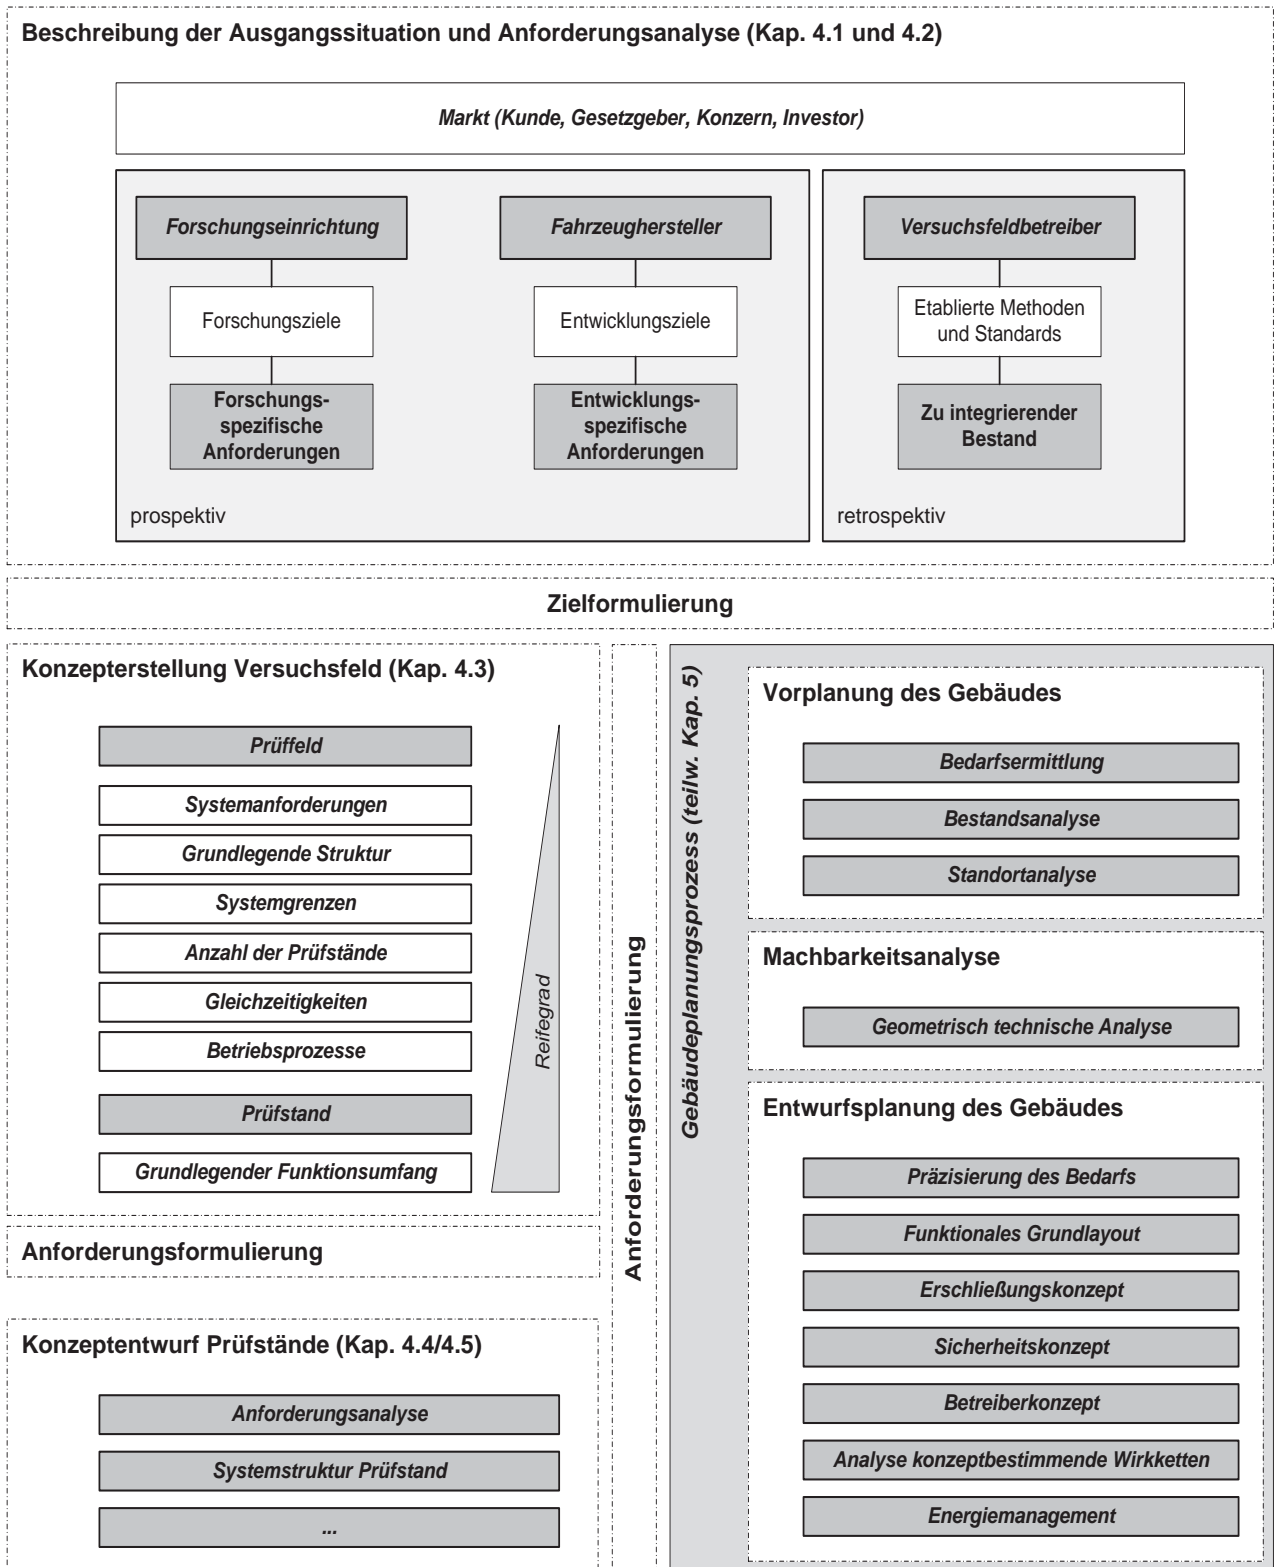 Beschreibung der Ausgangssituation und Anforderungsanalyse (Kap. 4.1 und 4.2)
Markt (Kunde, Gesetzgeber, Konzern, Investor)
Forschungseinrichtung
Forschungsziele
Forschungs-
spezifische
Anforderungen
Fahrzeughersteller
Entwicklungsziele
Entwicklungs-
spezifische
Anforderungen
prospektiv
Versuchsfeldbetreiber
Etablierte Methoden
und Standards
Zu integrierender
Bestand
retrospektiv
Zielformulierung
Konzepterstellung Versuchsfeld (Kap. 4.3)
Prüffeld
Systemanforderungen
Grundlegende Struktur
Systemgrenzen
Anzahl der Prüfstände
Gleichzeitigkeiten
Betriebsprozesse
Prüfstand
Grundlegender Funktionsumfang
Reifegrad
Anforderungsformulierung
Konzeptentwurf Prüfstände (Kap. 4.4/4.5)
Anforderungsanalyse
Systemstruktur Prüfstand
...
Anforderungsformulierung
Gebäudeplanungsprozess (teilw. Kap. 5)
Vorplanung des Gebäudes
Bedarfsermittlung
Bestandsanalyse
Standortanalyse
Machbarkeitsanalyse
Geometrisch technische Analyse
Entwurfsplanung des Gebäudes
Präzisierung des Bedarfs
Funktionales Grundlayout
Erschließungskonzept
Sicherheitskonzept
Betreiberkonzept
Analyse konzeptbestimmende Wirkketten
Energiemanagement